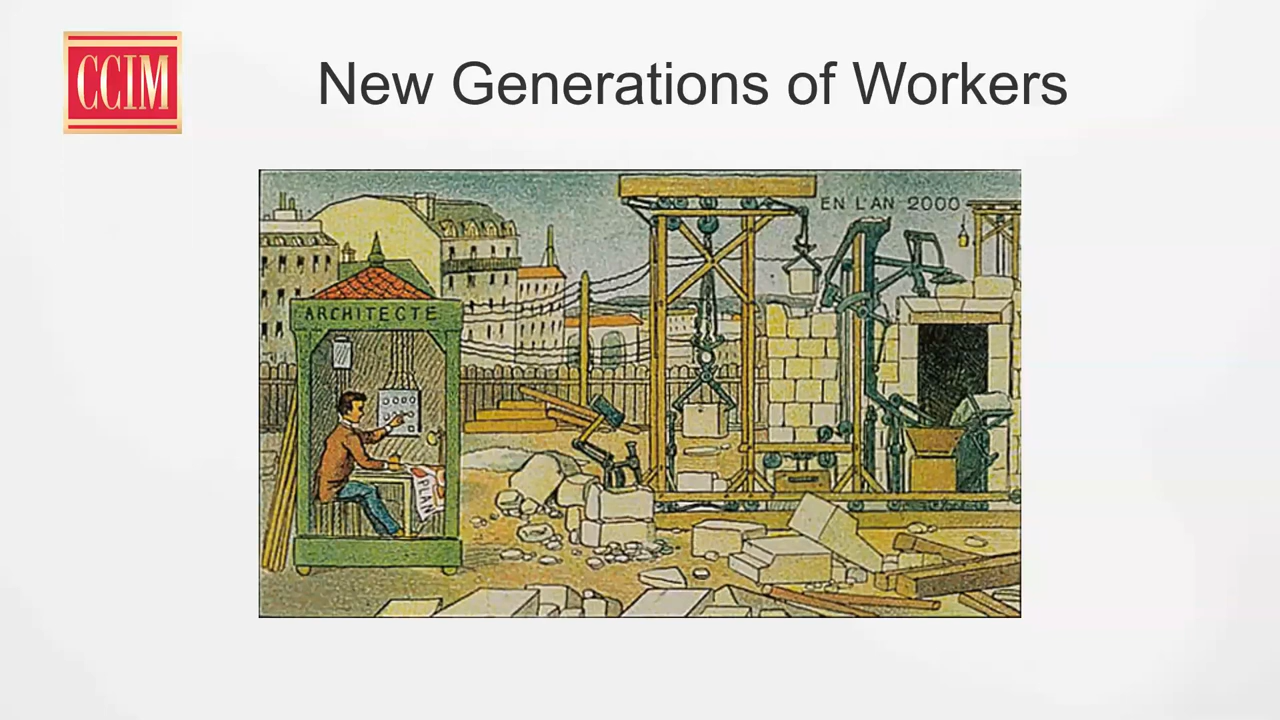 CCIM
New Generations of Workers
EN L'AN 2000
ARCHITECTE
PLAN